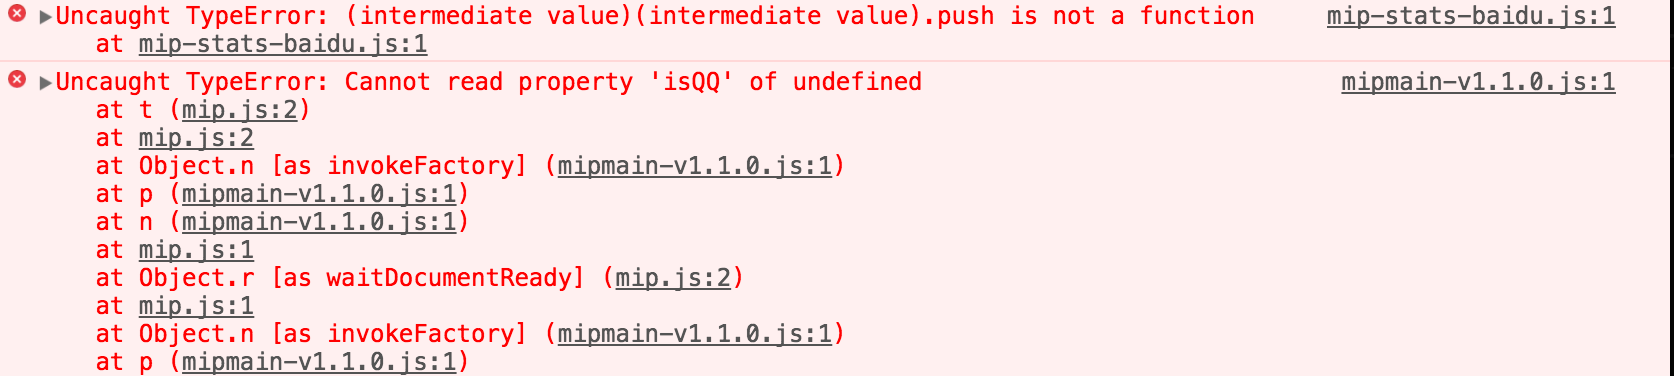 Uncaught TypeError: (intermediate value)(intermediate value).push is not a function mip-stats-baidu.js:1
at mip-stats-baidu.js:1
Uncaught TypeError: Cannot read property 'isQQ' of undefined mipmain-v1.1.0.js:1
at t (mip.js:2)
at mip.js:2
at Object.n [as invokeFactory] (mipmain-v1.1.0.js:1)
at p (mipmain-v1.1.0.js:1)
at n (mipmain-v1.1.0.js:1)
at mip.js:1
at Object.r [as waitDocumentReady] (mip.js:2)
at mip.js:1
at Object.n [as invokeFactory] (mipmain-v1.1.0.js:1)
at p (mipmain-v1.1.0.js:1)